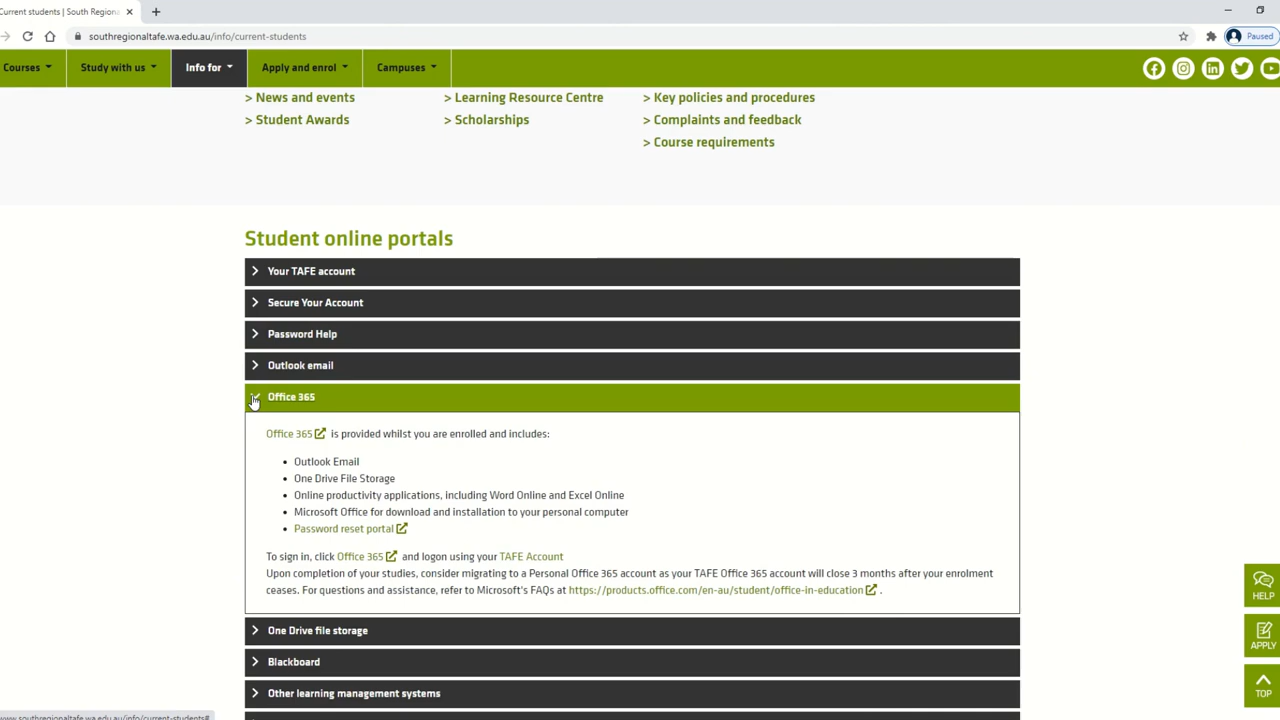 Current students | South Regiona
southregionaltafe.wa.edu.au/info/current-students
Paused
Courses
Study with us
Info for
Apply and enrol
Campuses
> News and events
> Learning Resource Centre
> Key policies and procedures
> Student Awards
> Scholarships
> Complaints and feedback
> Course requirements
Student online portals
Your TAFE account
Secure Your Account
Password Help
Outlook email
Office 365
Office 365 is provided whilst you are enrolled and includes:
• Outlook Email
• One Drive File Storage
• Online productivity applications, including Word Online and Excel Online
• Microsoft Office for download and installation to your personal computer
• Password reset portal
To sign in, click Office 365 and logon using your TAFE Account
Upon completion of your studies, consider migrating to a Personal Office 365 account as your TAFE Office 365 account will close 3 months after your enrolment
ceases. For questions and assistance, refer to Microsoft's FAQs at https://products.office.com/en-au/student/office-in-education .
HELP
APPLY
TOP
One Drive file storage
Blackboard
Other learning management systems
www.southregionaltafe.wa.edu.au/info/current-students#